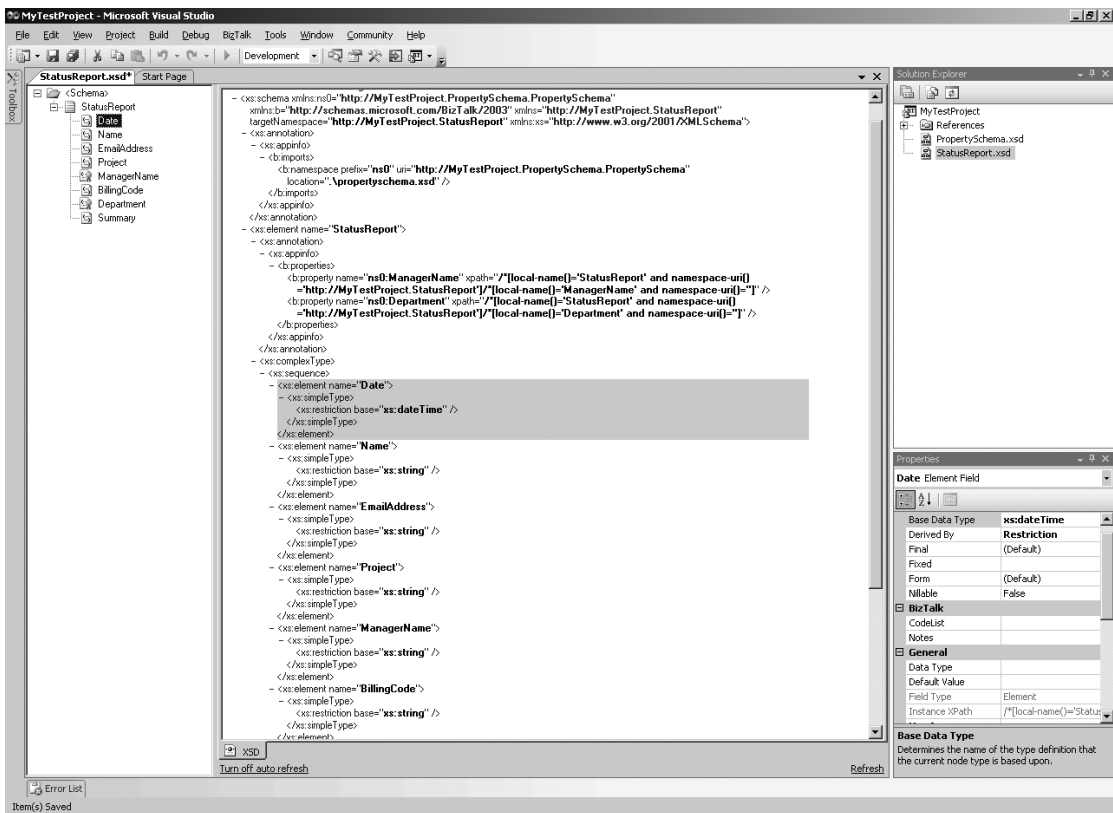 MyTestProject - Microsoft Visual Studio
File Edit View Project Build Debug BizTalk Tools Window Community Help
Development
Toolbox
StatusReport.xsd* Start Page
<Schema>
StatusReport
Date
Name
EmailAddress
Project
ManagerName
BillingCode
Department
Summary
- <xs:schema xmlns:ns0="http://MyTestProject.PropertySchema.PropertySchema"
xmlns:b="http://schemas.microsoft.com/BizTalk/2003" xmlns="http://MyTestProject.StatusReport"
targetNamespace="http://MyTestProject.StatusReport" xmlns:xs="http://www.w3.org/2001/XMLSchema">
- <xs:annotation>
- <xs:appinfo>
- <b:imports>
<b:namespace prefix="ns0" uri="http://MyTestProject.PropertySchema.PropertySchema"
location=".\propertyschema.xsd" />
</b:imports>
</xs:appinfo>
</xs:annotation>
- <xs:element name="StatusReport">
- <xs:annotation>
- <xs:appinfo>
- <b:properties>
<b:property name="ns0:ManagerName" xpath="/*[local-name()='StatusReport' and namespace-uri()
='http://MyTestProject.StatusReport']/*[local-name()='ManagerName' and namespace-uri()='']" />
<b:property name="ns0:Department" xpath="/*[local-name()='StatusReport' and namespace-uri()
='http://MyTestProject.StatusReport']/*[local-name()='Department' and namespace-uri()='']" />
</b:properties>
</xs:appinfo>
</xs:annotation>
- <xs:complexType>
- <xs:sequence>
- <xs:element name="Date">
- <xs:simpleType>
<xs:restriction base="xs:dateTime" />
</xs:simpleType>
</xs:element>
- <xs:element name="Name">
- <xs:simpleType>
<xs:restriction base="xs:string" />
</xs:simpleType>
</xs:element>
- <xs:element name="EmailAddress">
- <xs:simpleType>
<xs:restriction base="xs:string" />
</xs:simpleType>
</xs:element>
- <xs:element name="Project">
- <xs:simpleType>
<xs:restriction base="xs:string" />
</xs:simpleType>
</xs:element>
- <xs:element name="ManagerName">
- <xs:simpleType>
<xs:restriction base="xs:string" />
</xs:simpleType>
</xs:element>
- <xs:element name="BillingCode">
- <xs:simpleType>
<xs:restriction base="xs:string" />
</xs:simpleType>
</xs:element>
XSD
Turn off auto refresh Refresh
Solution Explorer
MyTestProject
References
PropertySchema.xsd
StatusReport.xsd
Properties
Date Element Field
Base Data Type xs:dateTime
Derived By Restriction
Final (Default)
Fixed
Form (Default)
Nillable False
BizTalk
CodeList
Notes
General
Data Type
Default Value
Field Type Element
Instance XPath /*[local-name()='Status
Base Data Type
Determines the name of the type definition that
the current node type is based upon.
Error List
Item(s) Saved